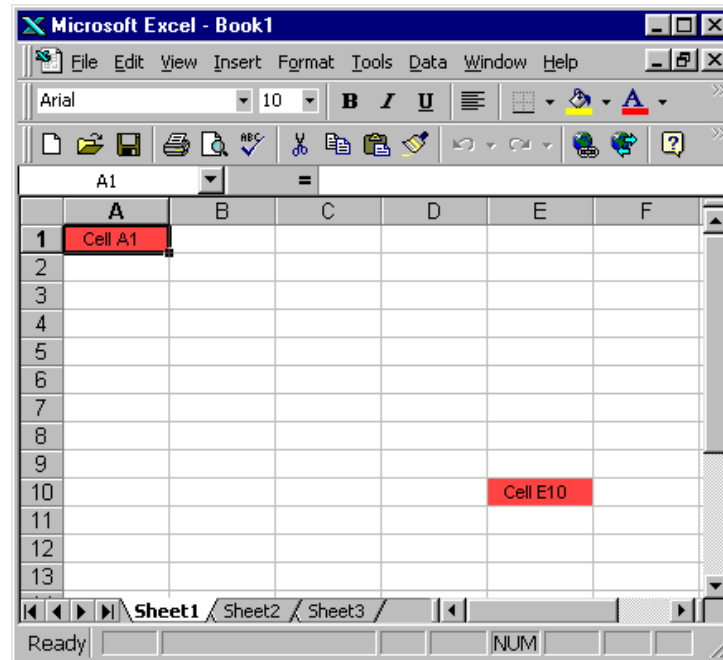 Microsoft Excel - Book1
File Edit View Insert Format Tools Data Window Help
Arial 10 B I U A
ABC
A1 =
A B C D E F
1 Cell A1
2
3
4
5
6
7
8
9
10 Cell E10
11
12
13
Sheet1 Sheet2 Sheet3
Ready NUM